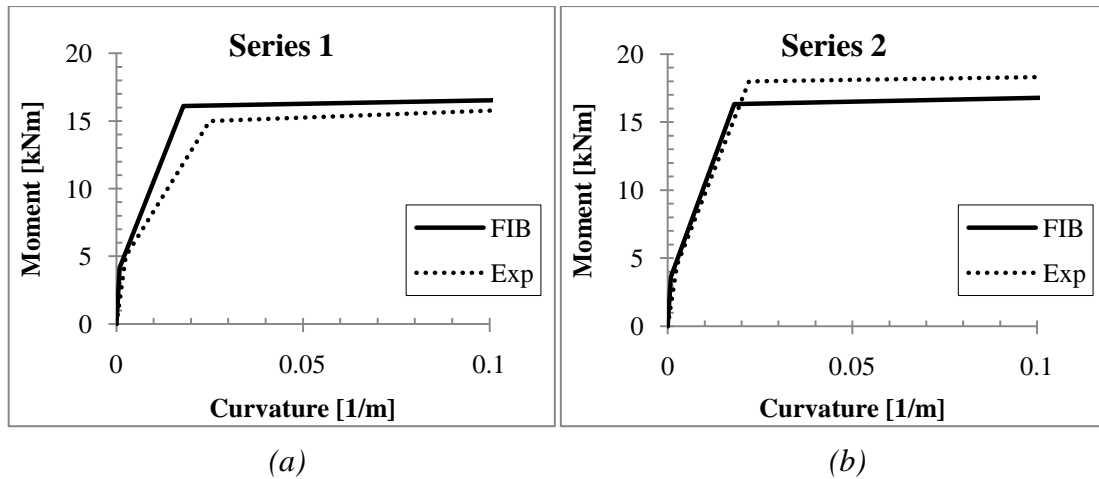 Series 1
Moment [kNm]
20
15
10
5
0
0
0.05
0.1
Curvature [1/m]
FIB
Exp
(a)
Series 2
Moment [kNm]
20
15
10
5
0
0
0.05
0.1
Curvature [1/m]
FIB
Exp
(b)